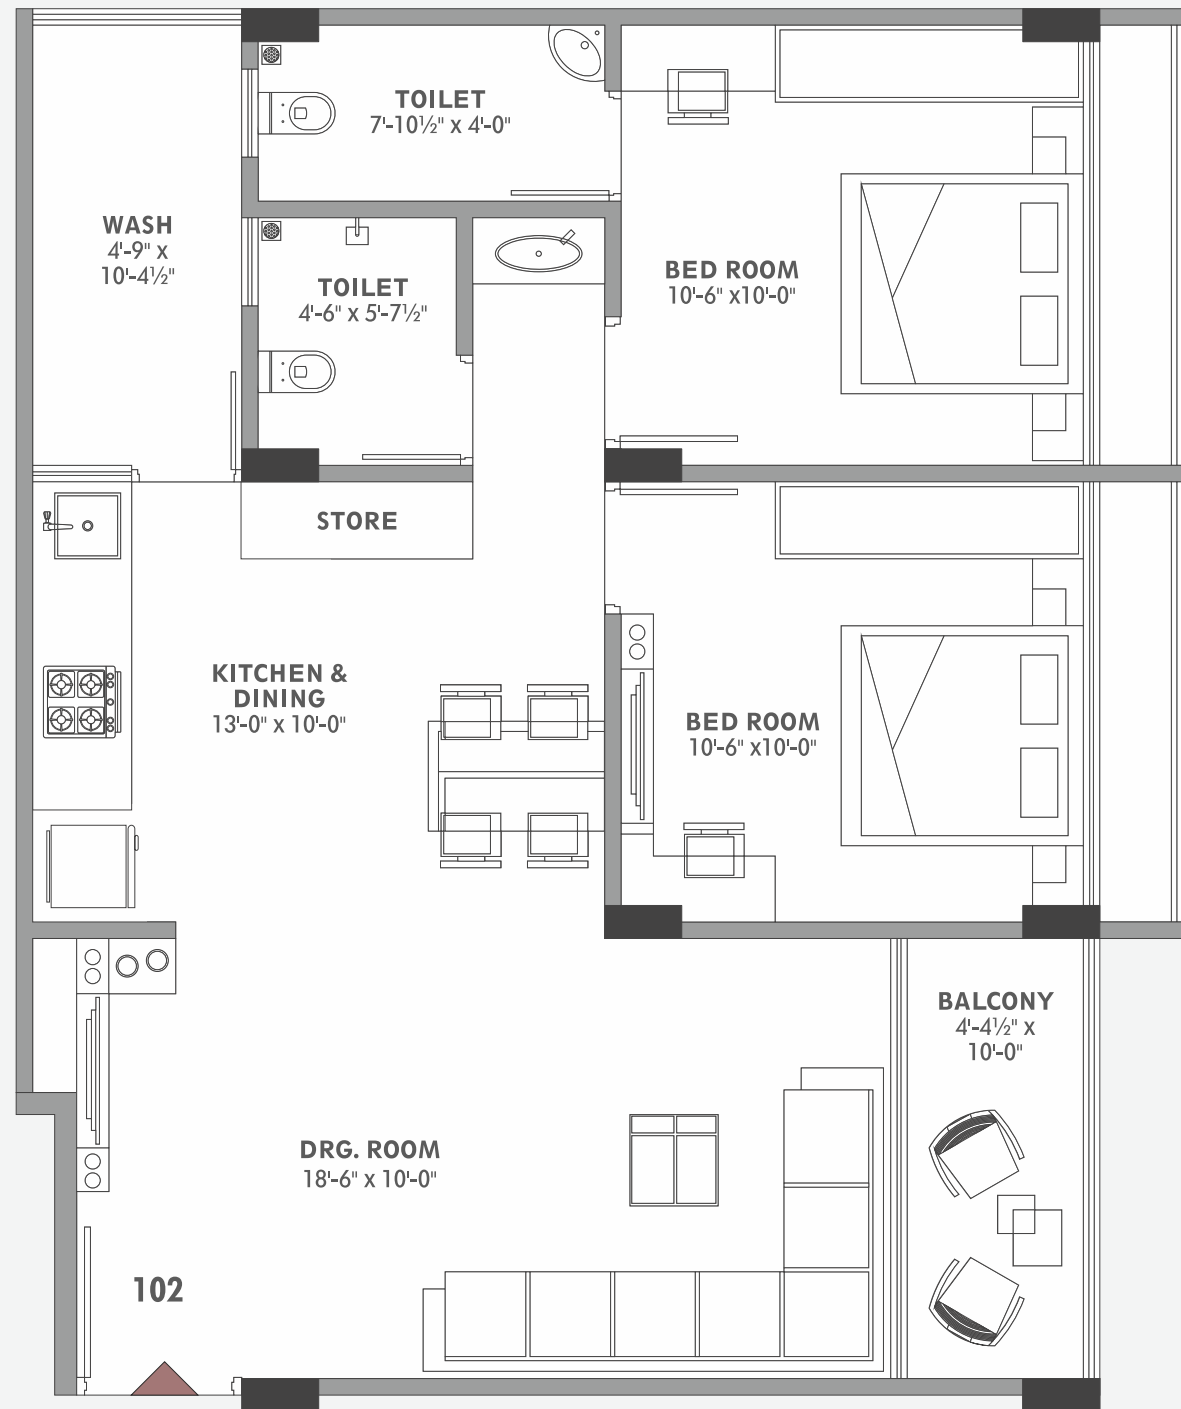 TOILET
7'-10½" x 4'-0"
WASH
4'-9" x
10'-4½"
TOILET
4'-6" x 5'-7½"
BED ROOM
10'-6" x10'-0"
STORE
KITCHEN &
DINING
13'-0" x 10'-0"
BED ROOM
10'-6" x10'-0"
BALCONY
4'-4½" x
10'-0"
DRG. ROOM
18'-6" x 10'-0"
102